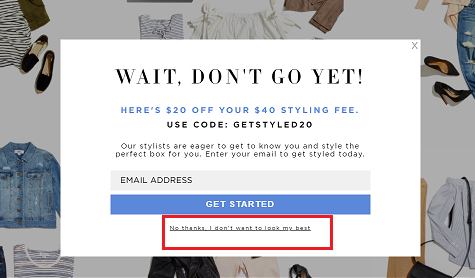 X
WAIT, DON'T GO YET!
HERE'S $20 OFF YOUR $40 STYLING FEE.
USE CODE: GETSTYLED20
Our stylists are eager to get to know you and style the
perfect box for you. Enter your email to get styled today.
EMAIL ADDRESS
GET STARTED
No thanks, I don't want to look my best